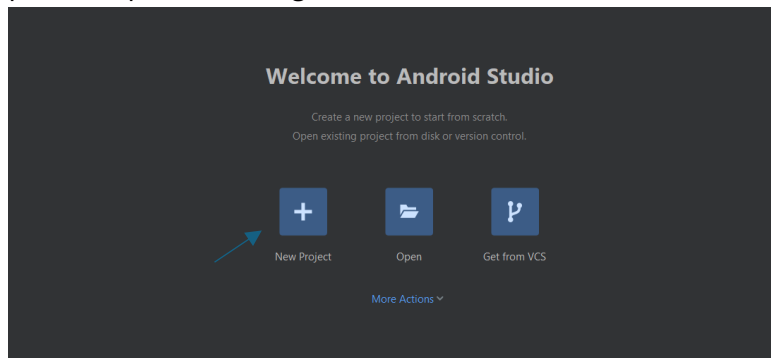 Welcome to Android Studio
Create a new project to start from scratch.
Open existing project from disk or version control.
New Project
Open
Get from VCS
More Actions